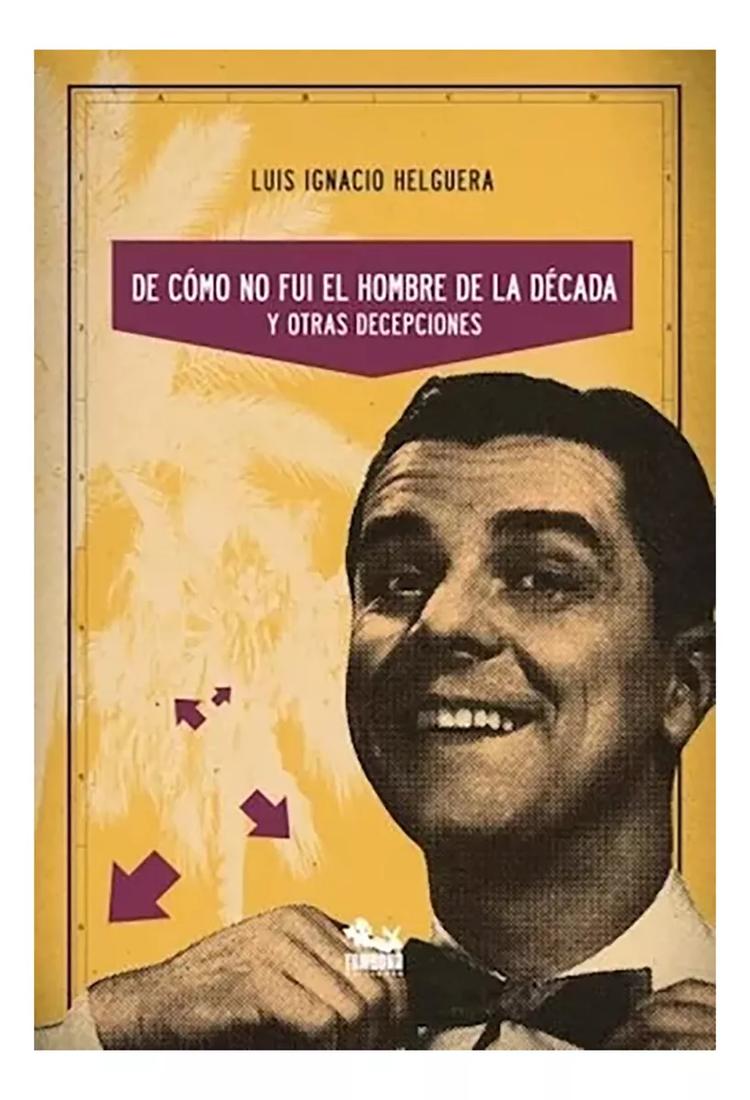 LUIS IGNACIO HELGUERA
DE CÓMO NO FUI EL HOMBRE DE LA DÉCADA
Y OTRAS DECEPCIONES